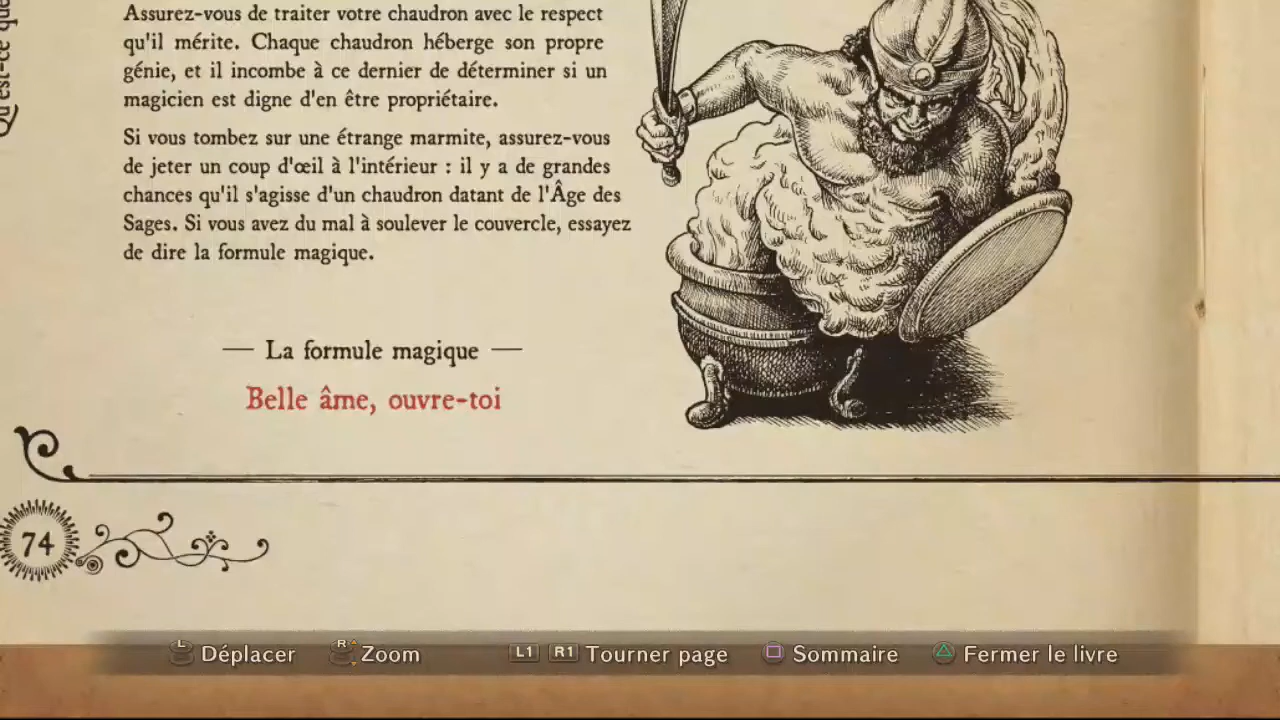 Qu'est-ce que
Assurez-vous de traiter votre chaudron avec le respect
qu'il mérite. Chaque chaudron héberge son propre
génie, et il incombe à ce dernier de déterminer si un
magicien est digne d'en être propriétaire.
Si vous tombez sur une étrange marmite, assurez-vous
de jeter un coup d'œil à l'intérieur : il y a de grandes
chances qu'il s'agisse d'un chaudron datant de l'Âge des
Sages. Si vous avez du mal à soulever le couvercle, essayez
de dire la formule magique.
— La formule magique —
Belle âme, ouvre-toi
74
L Déplacer R Zoom L1 R1 Tourner page Sommaire Fermer le livre